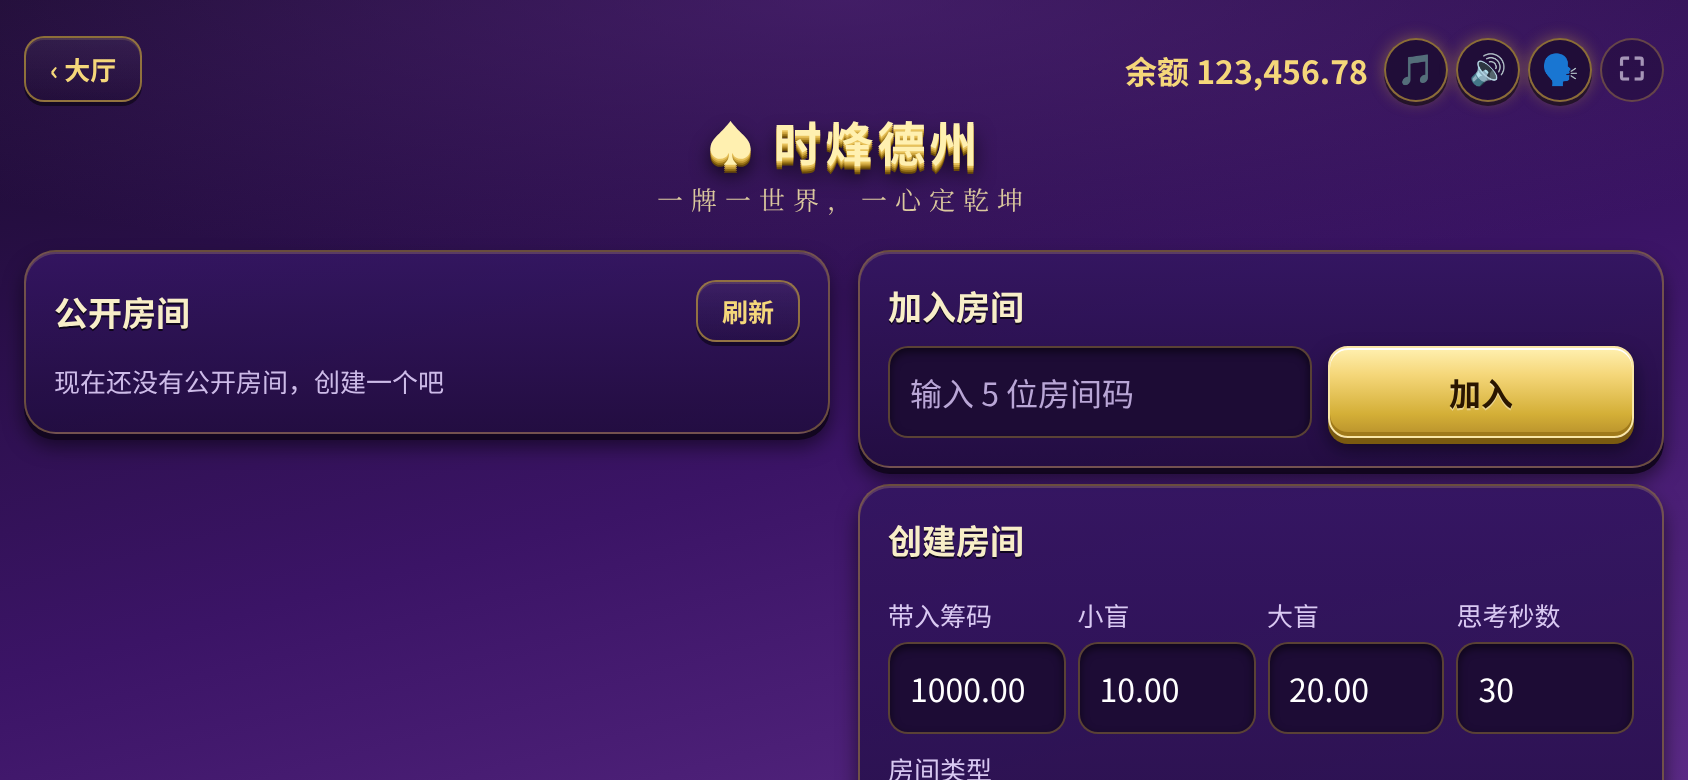 ‹ 大厅
余额 123,456.78
♠ 时烽德州
一牌一世界，一心定乾坤
公开房间
刷新
现在还没有公开房间，创建一个吧
加入房间
输入 5 位房间码
加入
创建房间
带入筹码 小盲 大盲 思考秒数
1000.00 10.00 20.00 30
房间类型